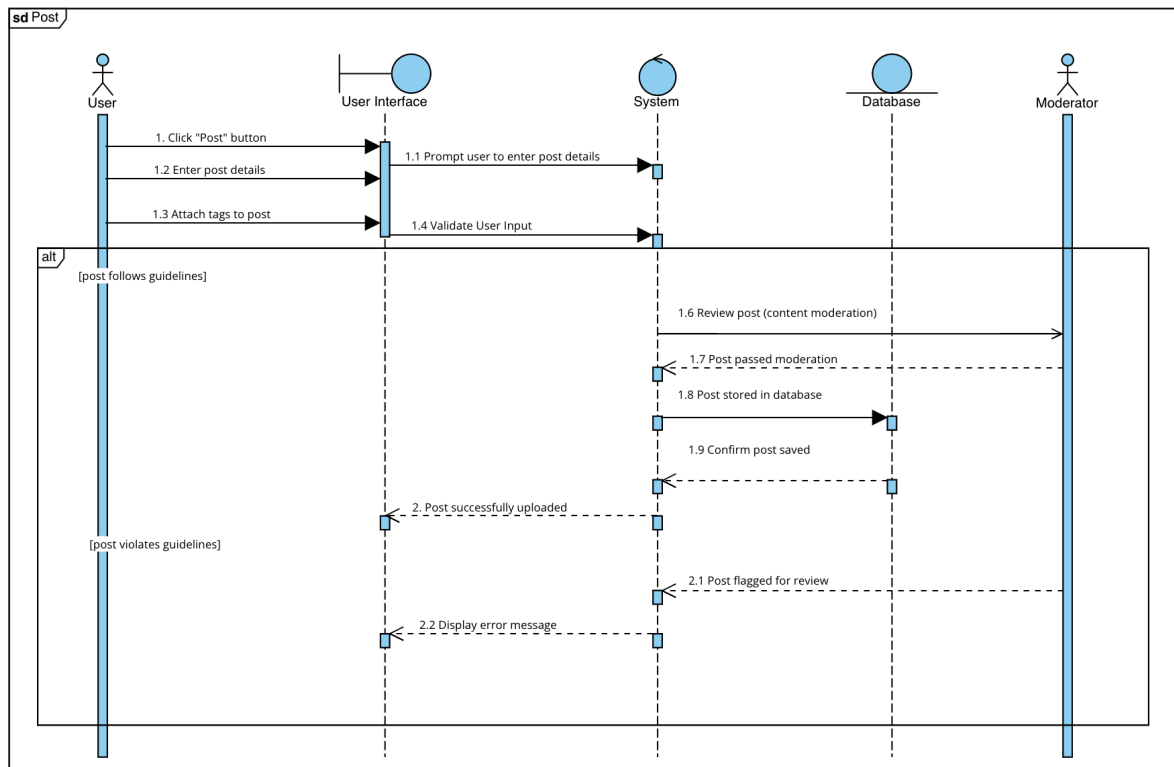 sd Post
User
User Interface
System
Database
Moderator
1. Click "Post" button
1.1 Prompt user to enter post details
1.2 Enter post details
1.3 Attach tags to post
1.4 Validate User Input
alt
[post follows guidelines]
1.6 Review post (content moderation)
1.7 Post passed moderation
1.8 Post stored in database
1.9 Confirm post saved
2. Post successfully uploaded
[post violates guidelines]
2.1 Post flagged for review
2.2 Display error message